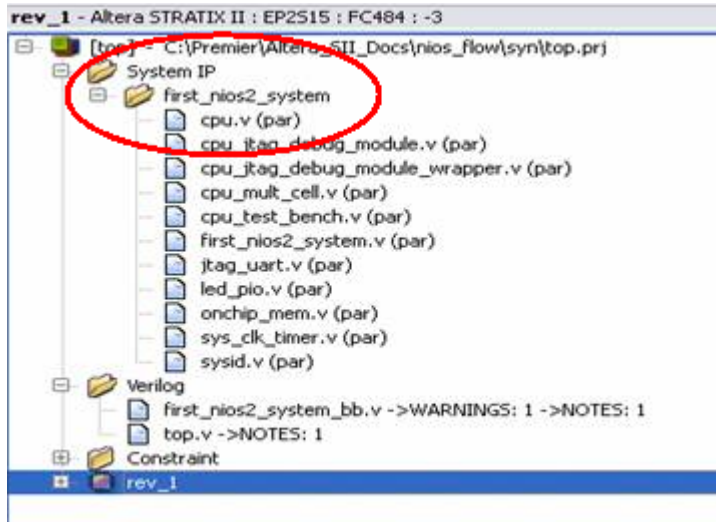 rev_1 - Altera STRATIX II : EP2S15 : FC484 : -3
[top] - C:\Premier\Altera_SII_Docs\nios_flow\syn\top.prj
System IP
first_nios2_system
cpu.v (par)
cpu_jtag_debug_module.v (par)
cpu_jtag_debug_module_wrapper.v (par)
cpu_mult_cell.v (par)
cpu_test_bench.v (par)
first_nios2_system.v (par)
jtag_uart.v (par)
led_pio.v (par)
onchip_mem.v (par)
sys_clk_timer.v (par)
sysid.v (par)
Verilog
first_nios2_system_bb.v ->WARNINGS: 1 ->NOTES: 1
top.v ->NOTES: 1
Constraint
rev_1